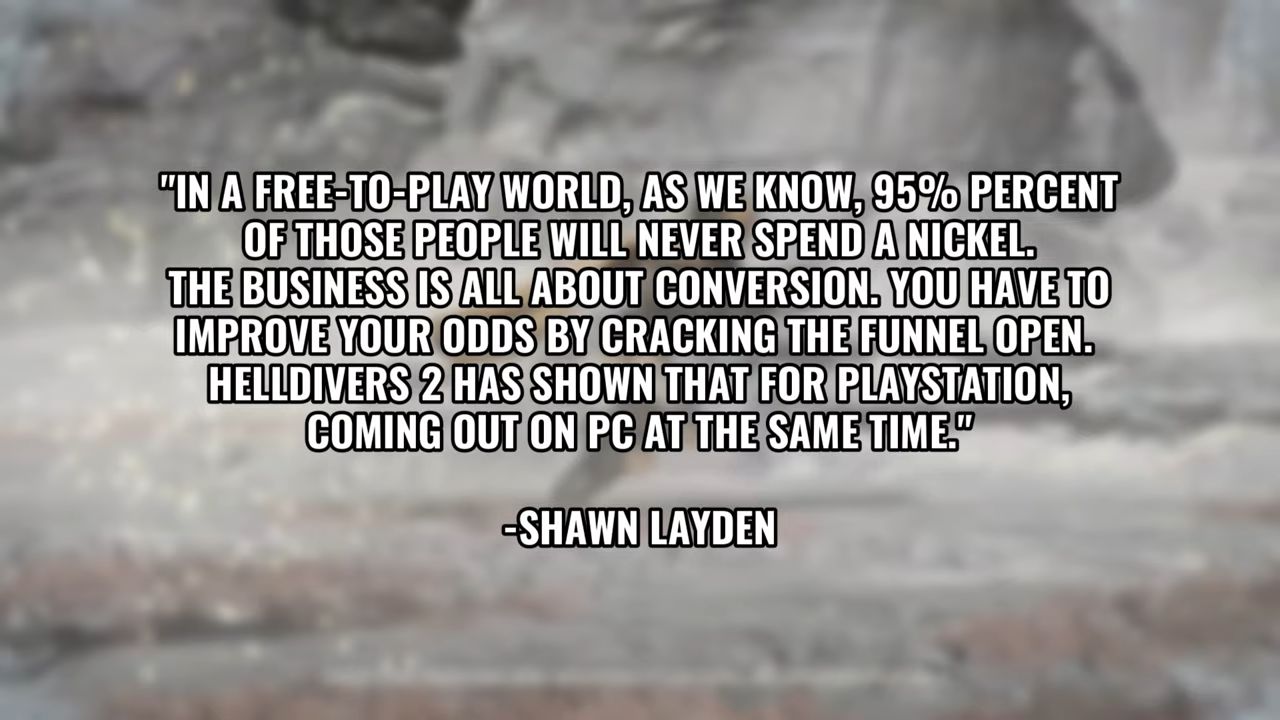 "IN A FREE-TO-PLAY WORLD, AS WE KNOW, 95% PERCENT
OF THOSE PEOPLE WILL NEVER SPEND A NICKEL.
THE BUSINESS IS ALL ABOUT CONVERSION. YOU HAVE TO
IMPROVE YOUR ODDS BY CRACKING THE FUNNEL OPEN.
HELLDIVERS 2 HAS SHOWN THAT FOR PLAYSTATION,
COMING OUT ON PC AT THE SAME TIME."
-SHAWN LAYDEN